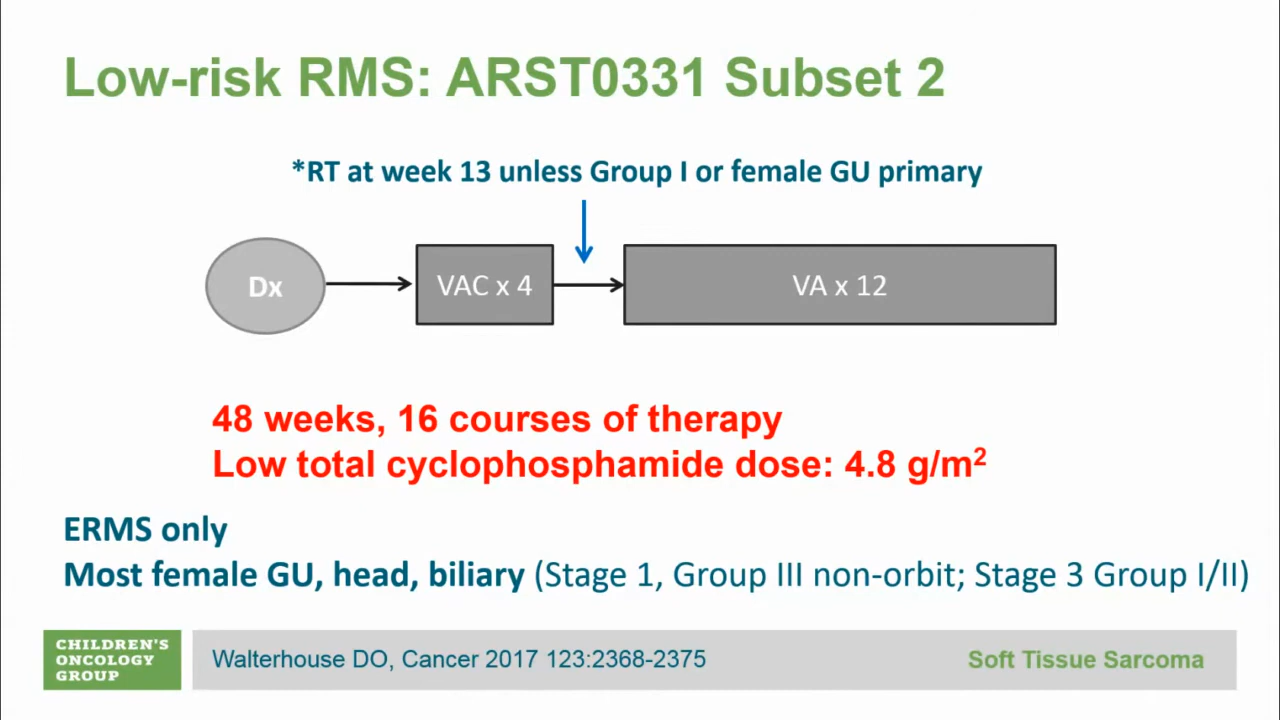 Low-risk RMS: ARST0331 Subset 2
*RT at week 13 unless Group I or female GU primary
Dx
VAC x 4
VA x 12
48 weeks, 16 courses of therapy
Low total cyclophosphamide dose: 4.8 g/m²
ERMS only
Most female GU, head, biliary (Stage 1, Group III non-orbit; Stage 3 Group I/II)
CHILDREN'S
ONCOLOGY
GROUP
Walterhouse DO, Cancer 2017 123:2368-2375
Soft Tissue Sarcoma